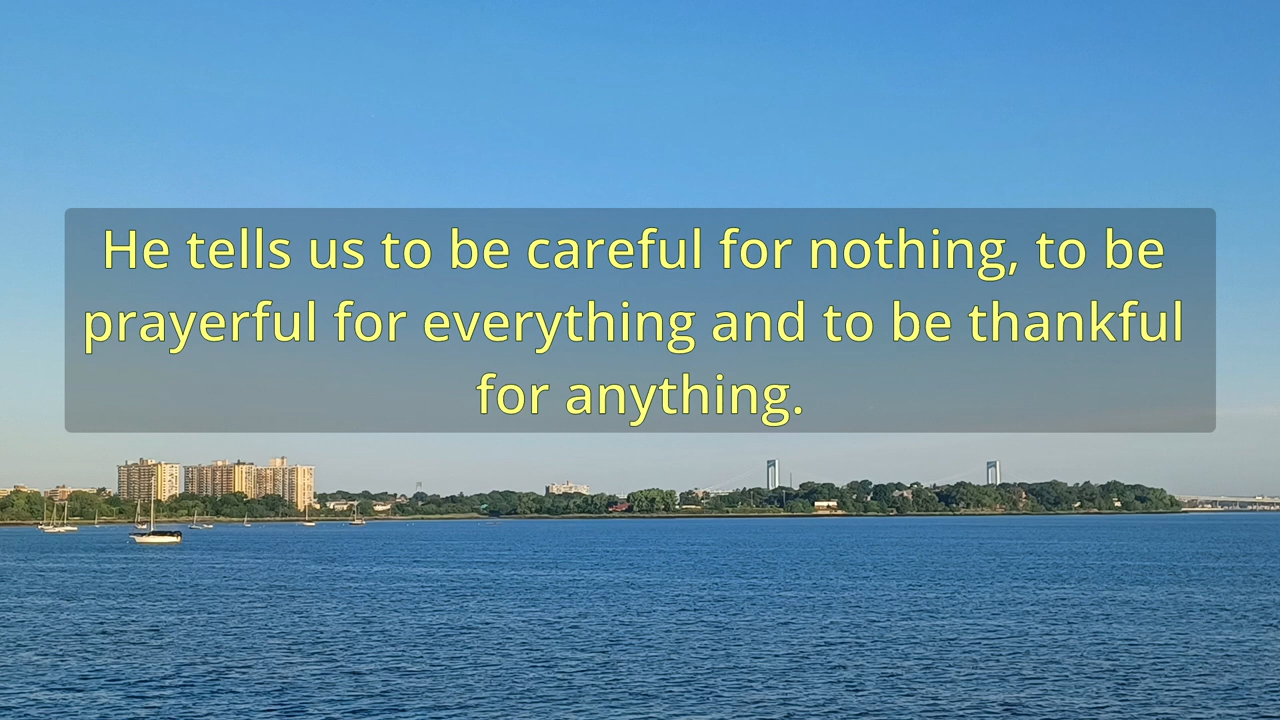 He tells us to be careful for nothing, to be
prayerful for everything and to be thankful
for anything.